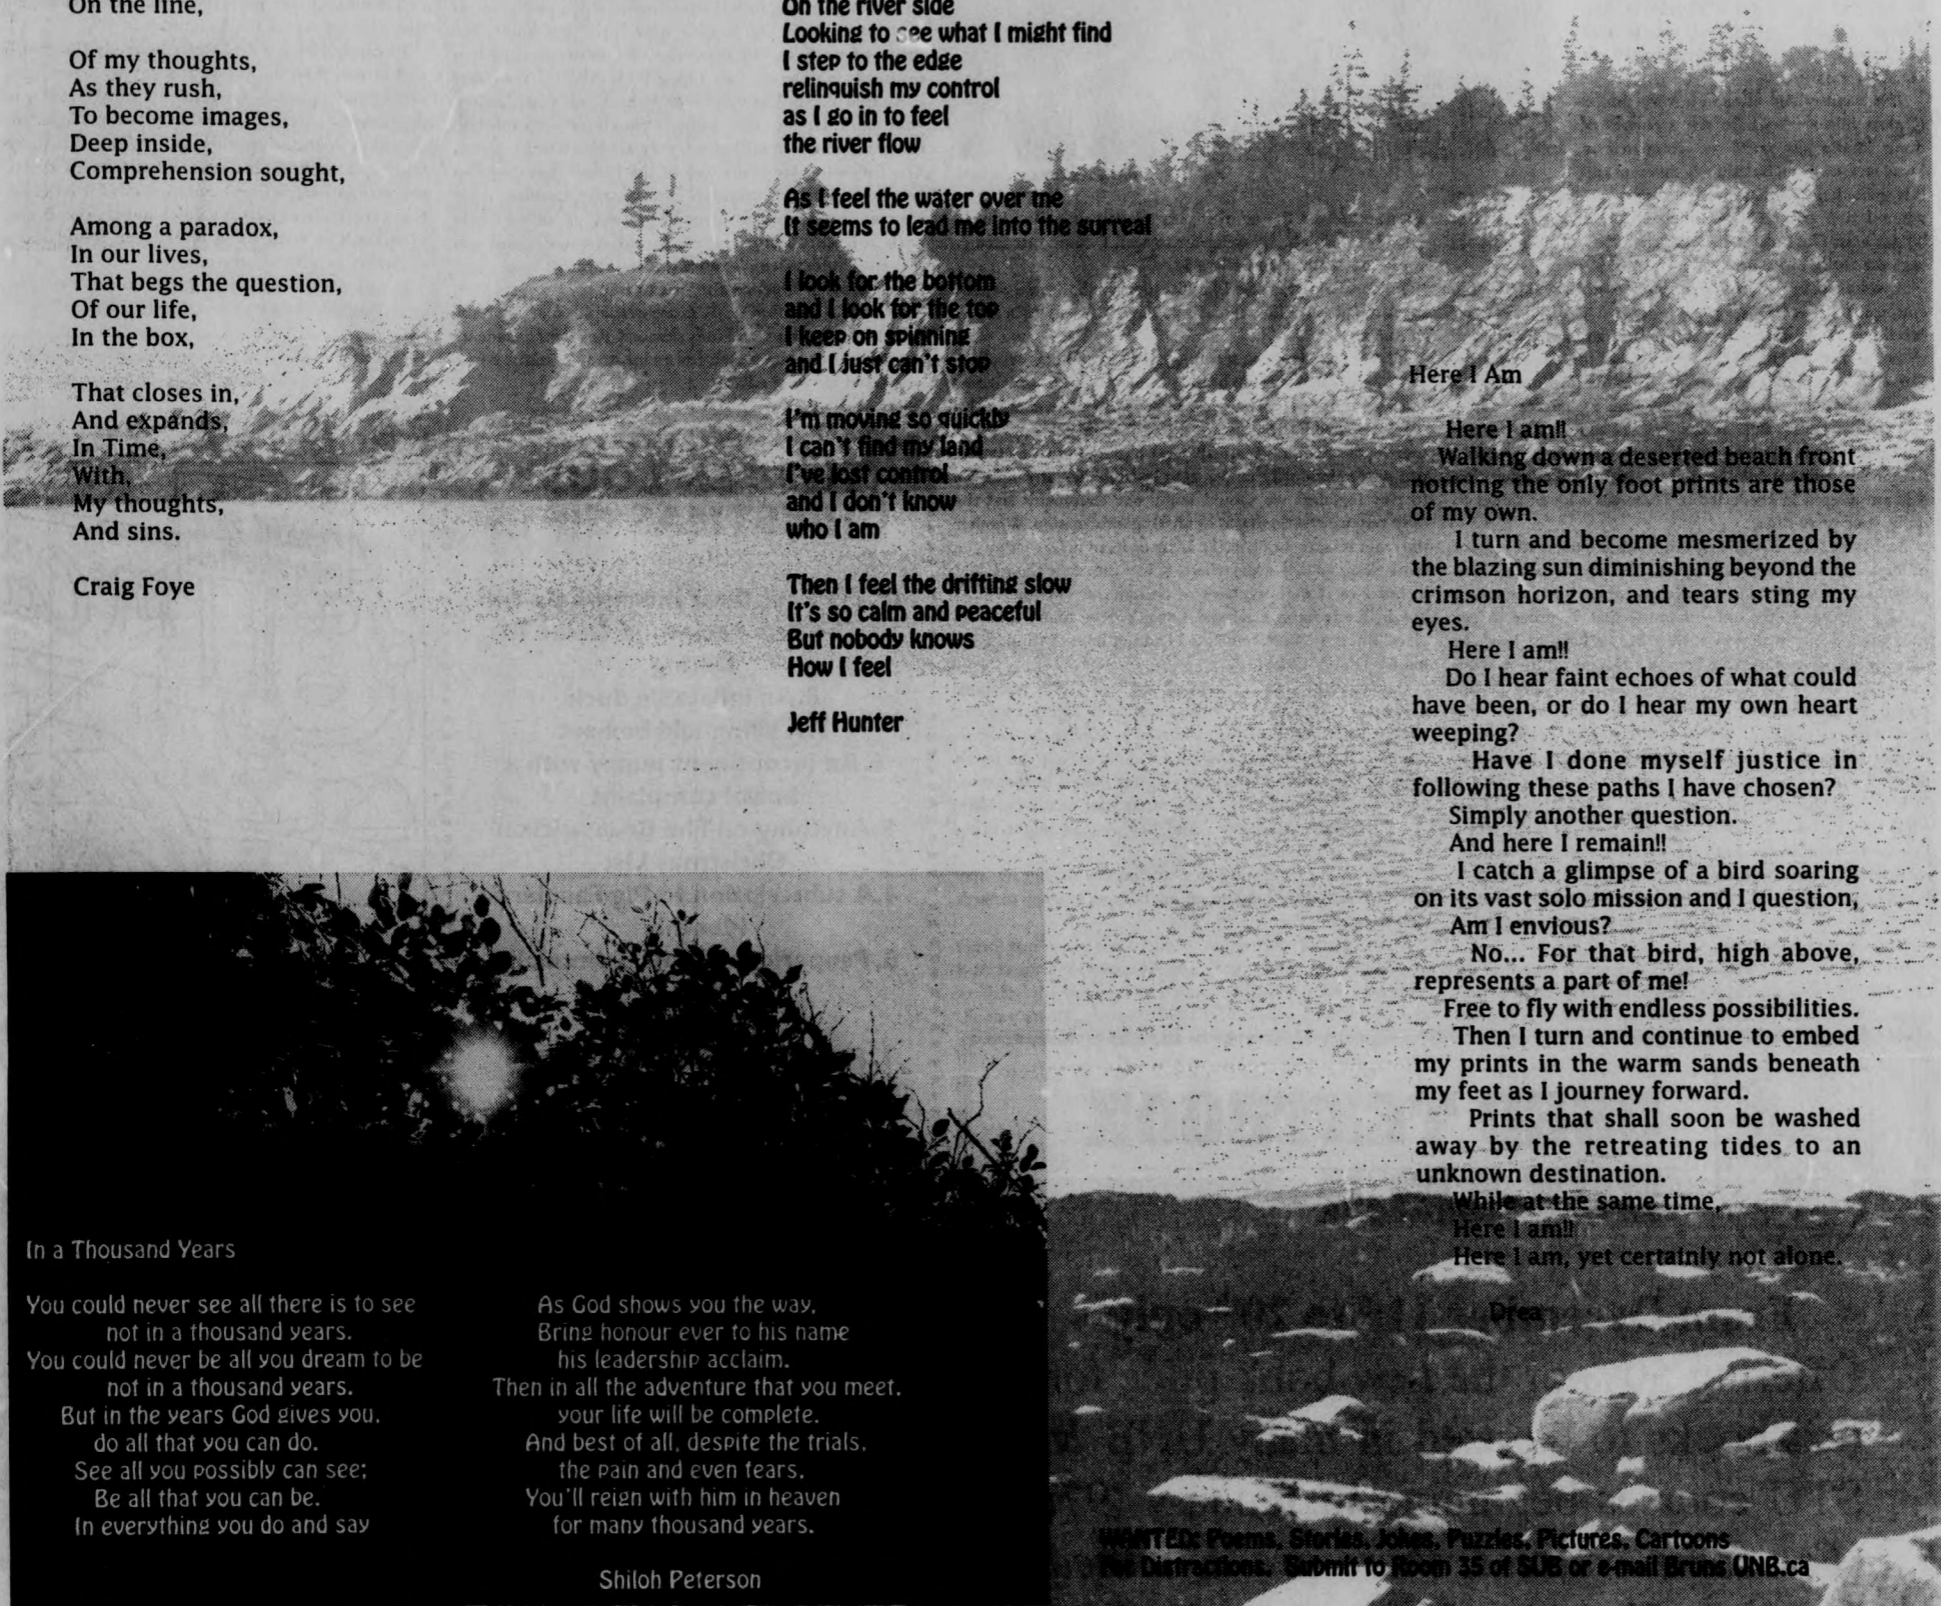 On the line,
Of my thoughts,
As they rush,
To become images,
Deep inside,
Comprehension sought,
Among a paradox,
In our lives,
That begs the question,
Of our life,
In the box,
That closes in,
And expands,
In Time,
With,
My thoughts,
And sins.
Craig Foye
On the river side
Looking to see what I might find
I step to the edge
relinquish my control
as I go in to feel
the river flow
As I feel the water over me
It seems to lead me into the surreal
I look for the bottom
and I look for the top
I keep on spinning
and I just can't stop
I'm moving so quickly
I can't find my land
I've lost control
and I don't know
who I am
Then I feel the drifting slow
It's so calm and peaceful
But nobody knows
How I feel
Jeff Hunter
Here I Am
Here I am!!
Walking down a deserted beach front
noticing the only foot prints are those
of my own.
I turn and become mesmerized by
the blazing sun diminishing beyond the
crimson horizon, and tears sting my
eyes.
Here I am!!
Do I hear faint echoes of what could
have been, or do I hear my own heart
weeping?
Have I done myself justice in
following these paths I have chosen?
Simply another question.
And here I remain!!
I catch a glimpse of a bird soaring
on its vast solo mission and I question,
Am I envious?
No... For that bird, high above,
represents a part of me!
Free to fly with endless possibilities.
Then I turn and continue to embed
my prints in the warm sands beneath
my feet as I journey forward.
Prints that shall soon be washed
away by the retreating tides to an
unknown destination.
While at the same time,
Here I am!!
Here I am, yet certainly not alone.
Drea
In a Thousand Years
You could never see all there is to see
not in a thousand years.
You could never be all you dream to be
not in a thousand years.
But in the years God gives you,
do all that you can do.
See all you possibly can see;
Be all that you can be.
In everything you do and say
As God shows you the way,
Bring honour ever to his name
his leadership acclaim.
Then in all the adventure that you meet,
your life will be complete.
And best of all, despite the trials,
the pain and even tears,
You'll reign with him in heaven
for many thousand years.
Shiloh Peterson
WANTED: Poems, Stories, Jokes, Puzzles, Pictures, Cartoons
For Distractions. Submit to Room 35 of SUB or e-mail Bruns UNB.ca